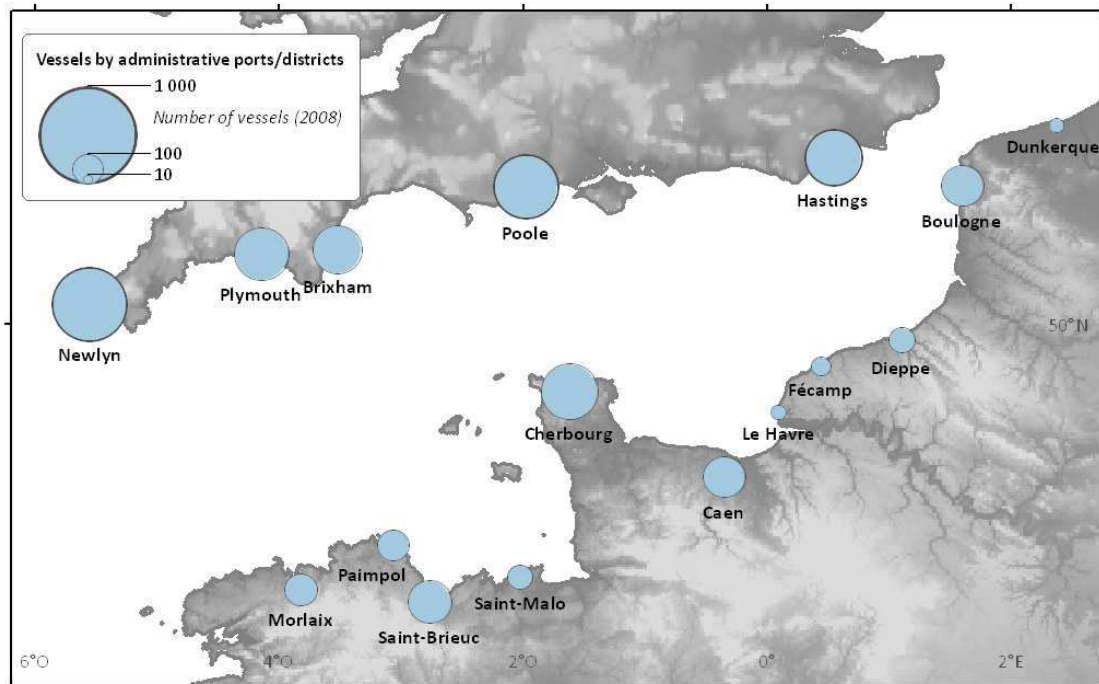 Vessels by administrative ports/districts
1 000
Number of vessels (2008)
100
10
Dunkerque
Hastings
Boulogne
Poole
Plymouth
Brixham
Newlyn
50°N
Dieppe
Fécamp
Le Havre
Cherbourg
Caen
Paimpol
Saint-Malo
Morlaix
Saint-Brieuc
6°O
4°O
2°O
0°
2°E